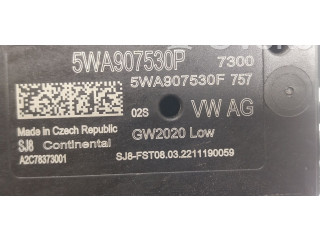 5WA907530P 7300
5WA907530F 757
02S VW AG
Made in Czech Republic
SJ8 Continental GW2020 Low
A2C78373001 SJ8-FST08.03.2211190059